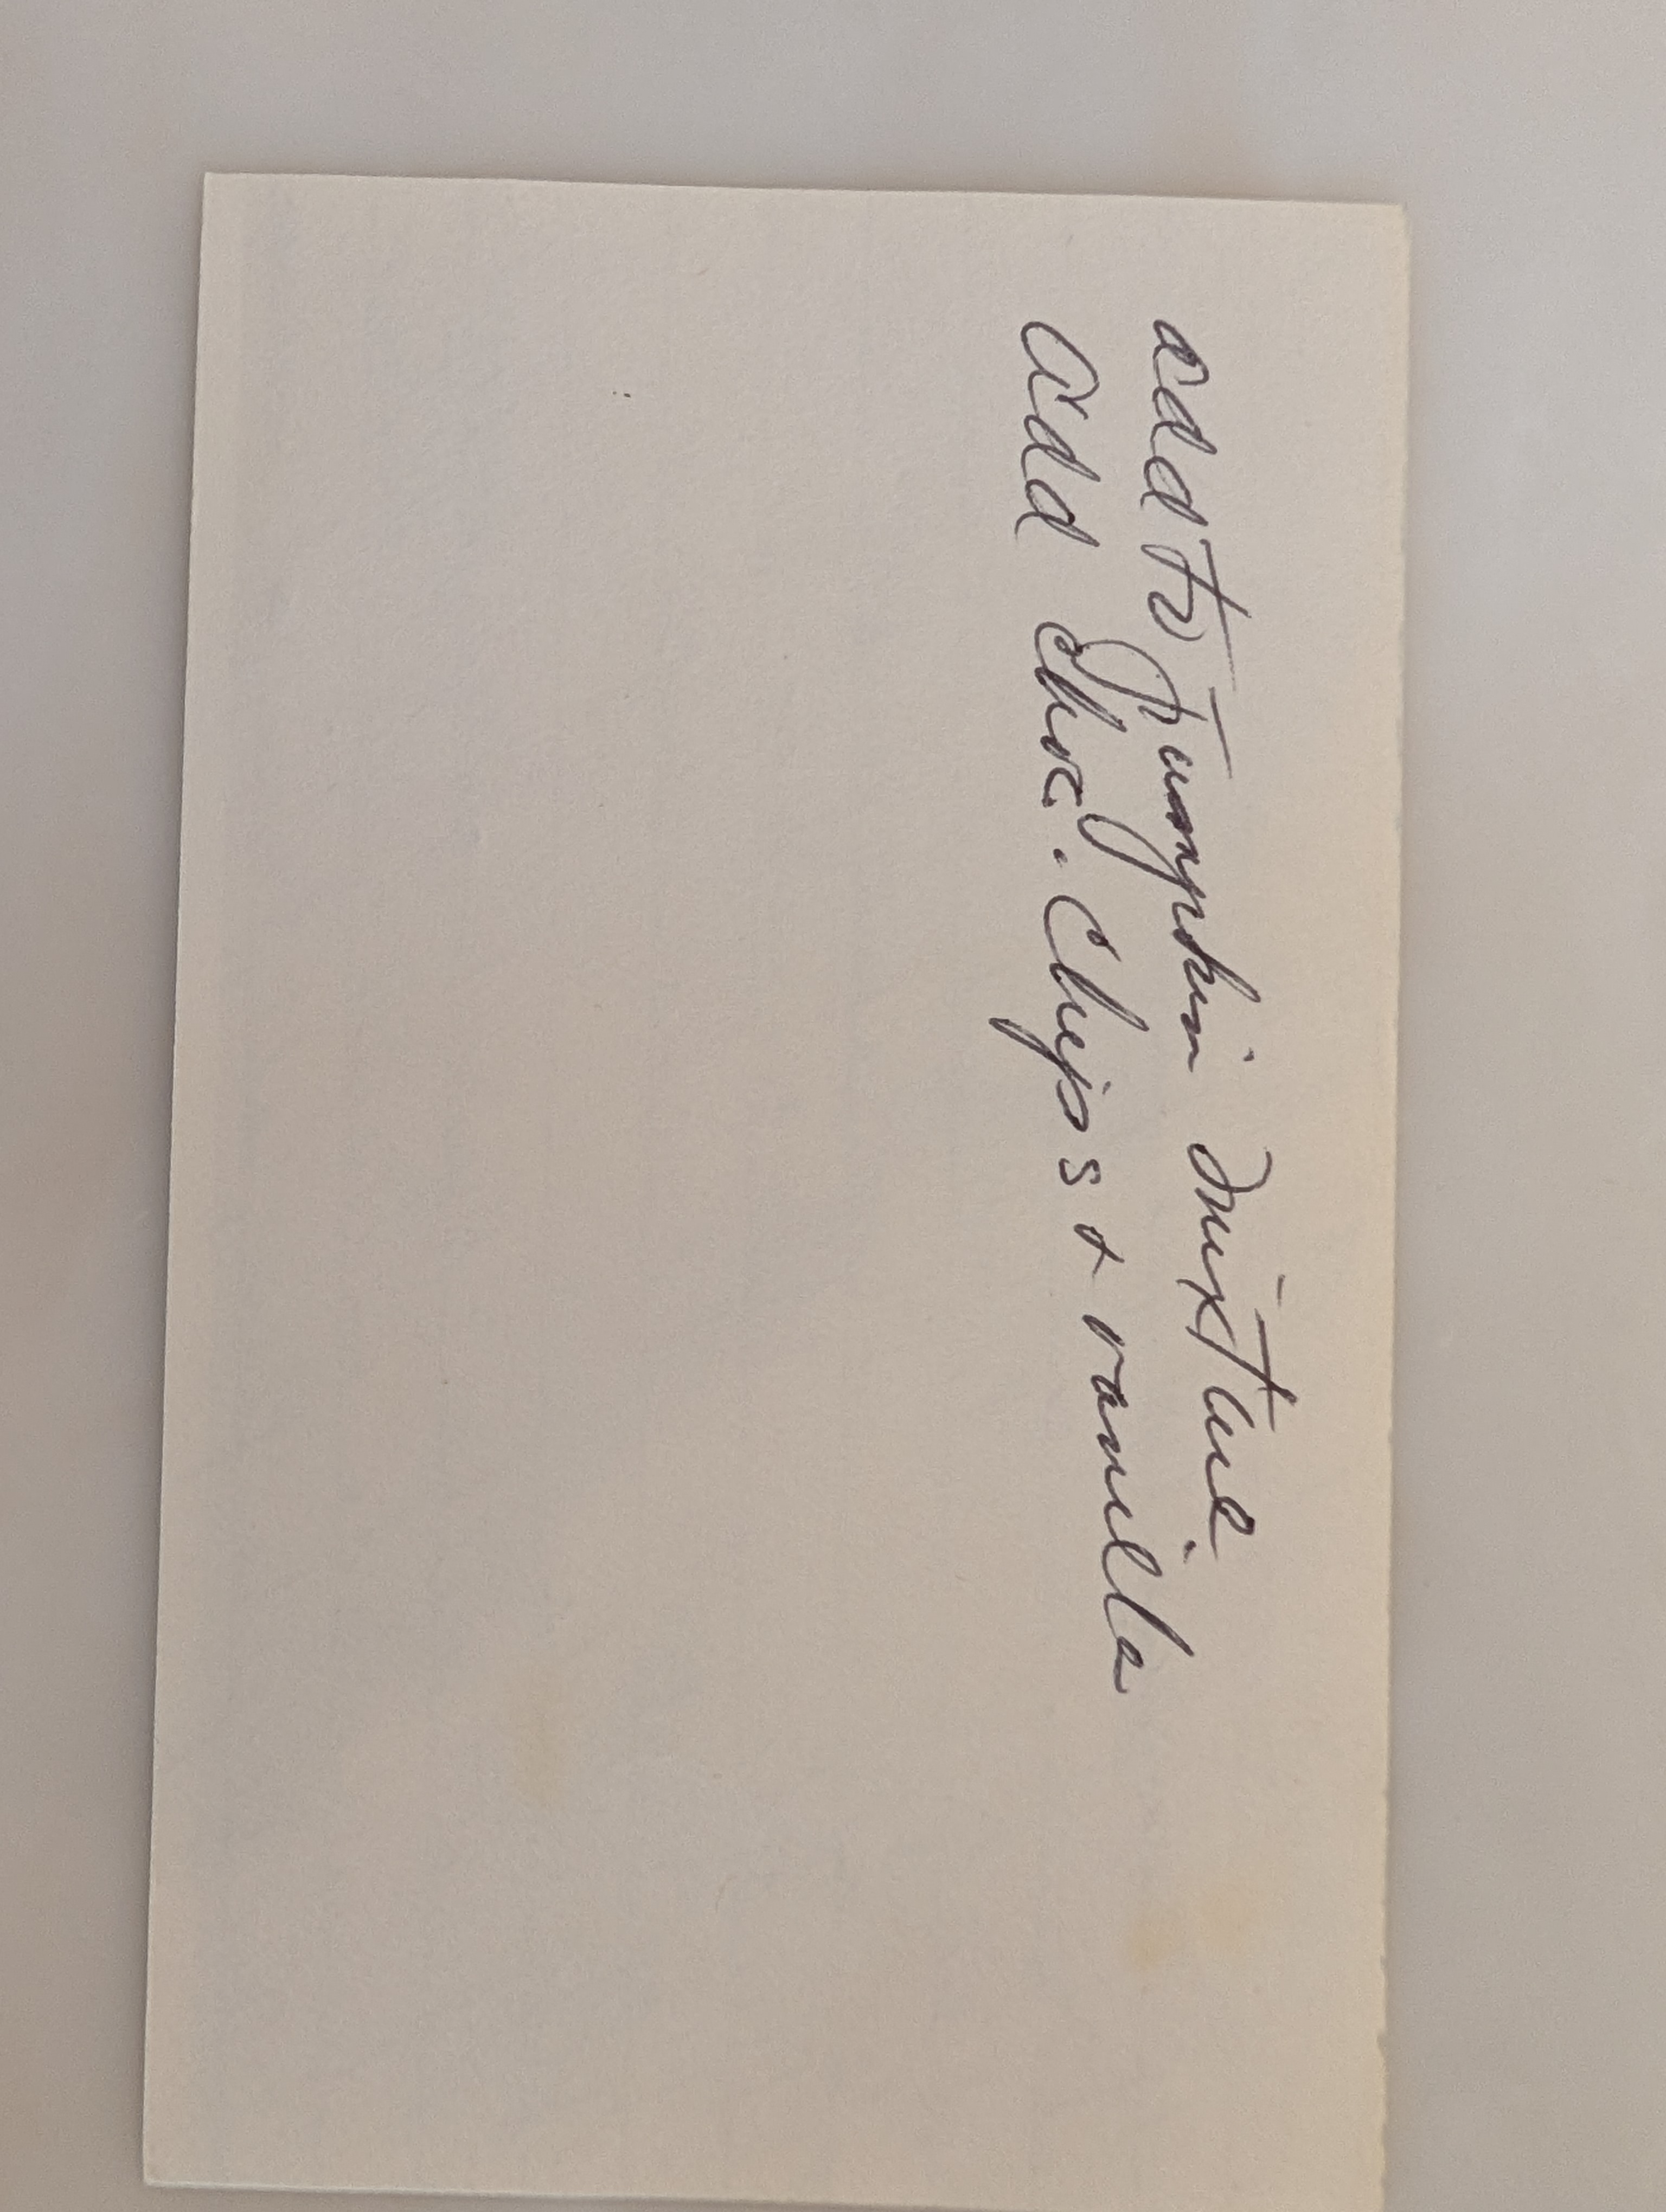 add to Pumpkin mixture.
Add choc. Chips + vanilla